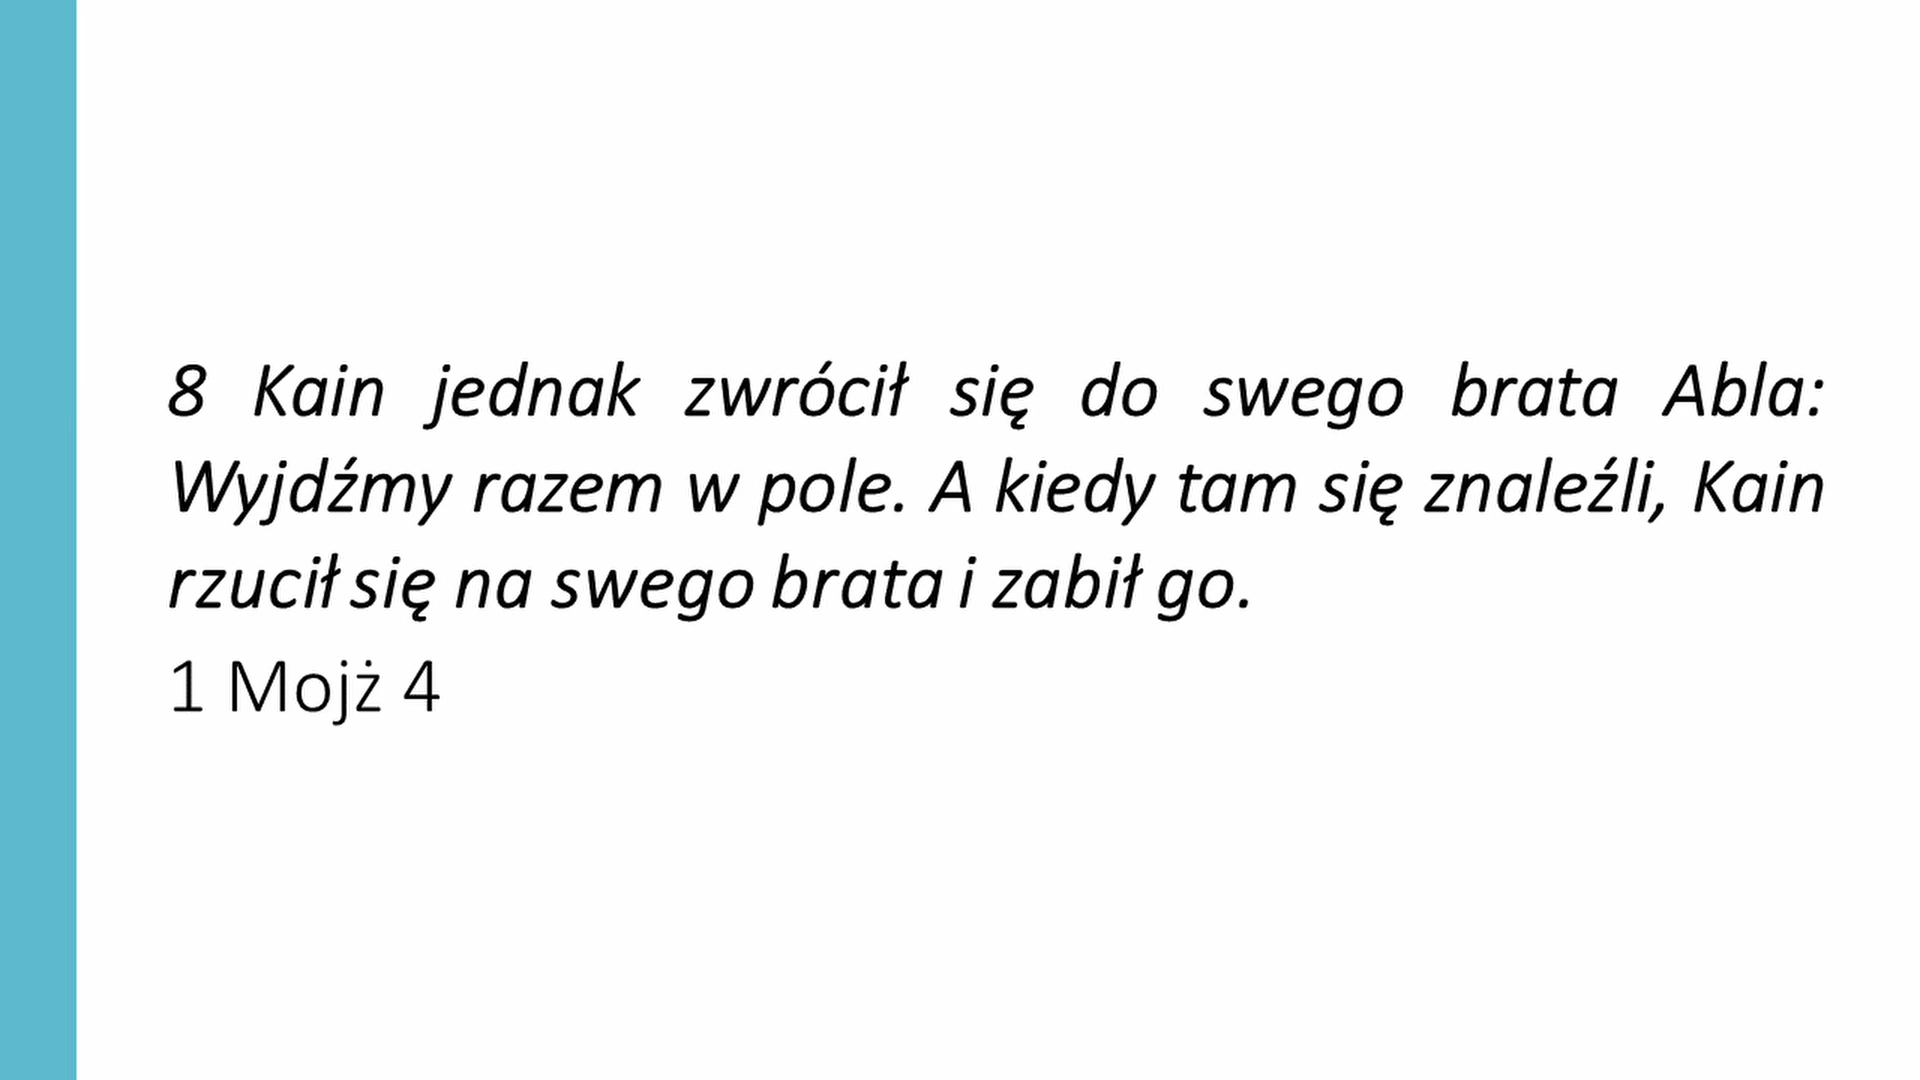 8 Kain jednak zwrócił się do swego brata Abla:
Wyjdźmy razem w pole. A kiedy tam się znaleźli, Kain
rzucił się na swego brata i zabił go.
1 Mojż 4